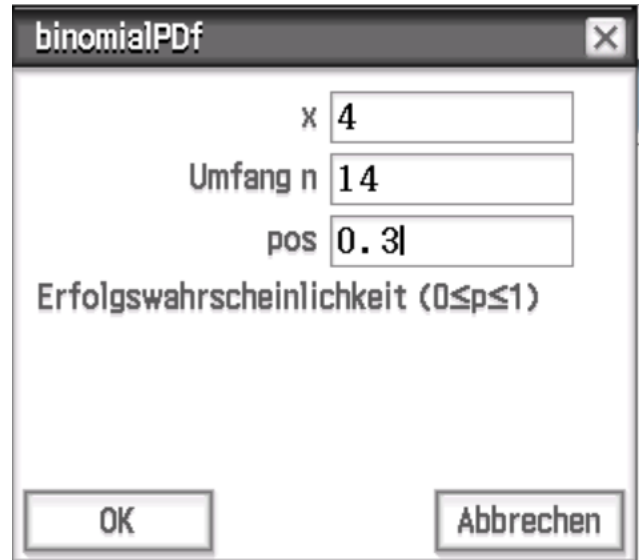 binomialPDf
x 4
Umfang n 14
pos 0.3
Erfolgswahrscheinlichkeit (0≤p≤1)
OK Abbrechen